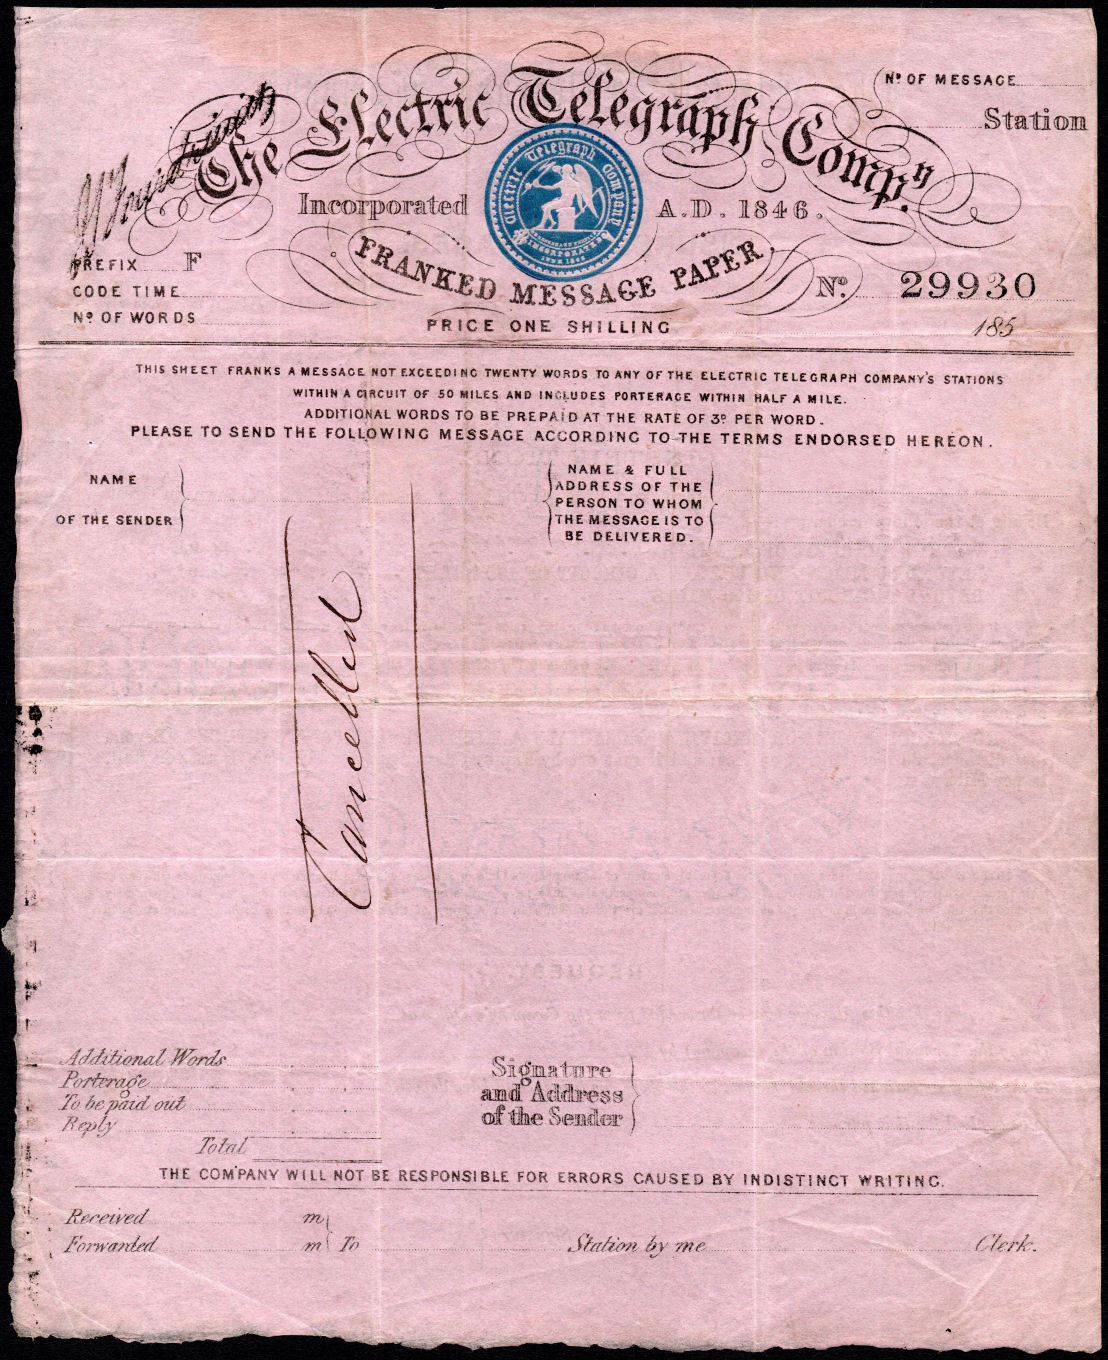 Nº OF MESSAGE
Station
The Electric Telegraph Compy.
Electric Telegraph Company
INCORPORATED
JUNE 1846
Incorporated A.D. 1846.
FRANKED MESSAGE PAPER,
PREFIX F
Nº. 29930
CODE TIME
Nº OF WORDS
PRICE ONE SHILLING
185
THIS SHEET FRANKS A MESSAGE NOT EXCEEDING TWENTY WORDS TO ANY OF THE ELECTRIC TELEGRAPH COMPANY'S STATIONS
WITHIN A CIRCUIT OF 50 MILES AND INCLUDES PORTERAGE WITHIN HALF A MILE.
ADDITIONAL WORDS TO BE PREPAID AT THE RATE OF 3D PER WORD.
PLEASE TO SEND THE FOLLOWING MESSAGE ACCORDING TO THE TERMS ENDORSED HEREON.
NAME
OF THE SENDER
NAME & FULL
ADDRESS OF THE
PERSON TO WHOM
THE MESSAGE IS TO
BE DELIVERED.
Cancelled
Additional Words
Porterage
To be paid out
Reply
Total
Signature
and Address
of the Sender
THE COMPANY WILL NOT BE RESPONSIBLE FOR ERRORS CAUSED BY INDISTINCT WRITING.
Received m
Forwarded m To Station by me Clerk.